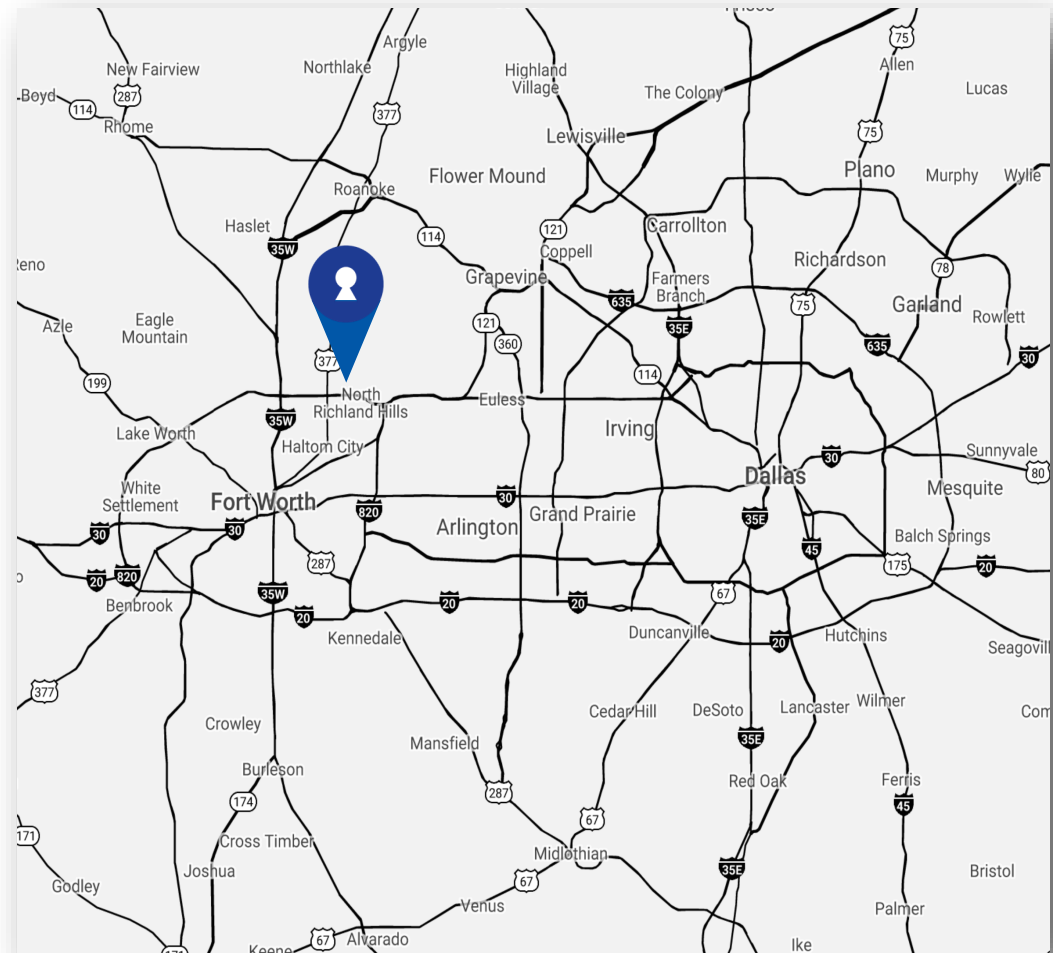 Argyle
75
New Fairview
Northlake
Highland
Village
Allen
287
Boyd
114
The Colony
Lucas
377
Rhome
Lewisville
75
Roanoke
Flower Mound
Plano
Murphy
Wylie
Haslet
114
121
Carrollton
35W
Coppell
Richardson
78
Grapevine
Farmers
Branch
635
75
Garland
Rowlett
Azle
Eagle
Mountain
121
360
35E
635
30
377
114
199
North
Richland Hills
Euless
35W
Irving
Lake Worth
Haltom City
30
Sunnyvale
80
Dallas
White
Settlement
Fort Worth
30
Mesquite
820
Arlington
Grand Prairie
35E
30
30
45
Balch Springs
287
175
20
20
820
35W
67
Benbrook
20
20
20
Kennedale
Duncanville
20
Hutchins
377
Crowley
Cedar Hill
DeSoto
Lancaster
Wilmer
Mansfield
35E
Burleson
Red Oak
Ferris
174
287
45
67
171
Cross Timber
Midlothian
Joshua
35E
Bristol
Godley
67
Venus
Palmer
67
Alvarado
Ike
Keene